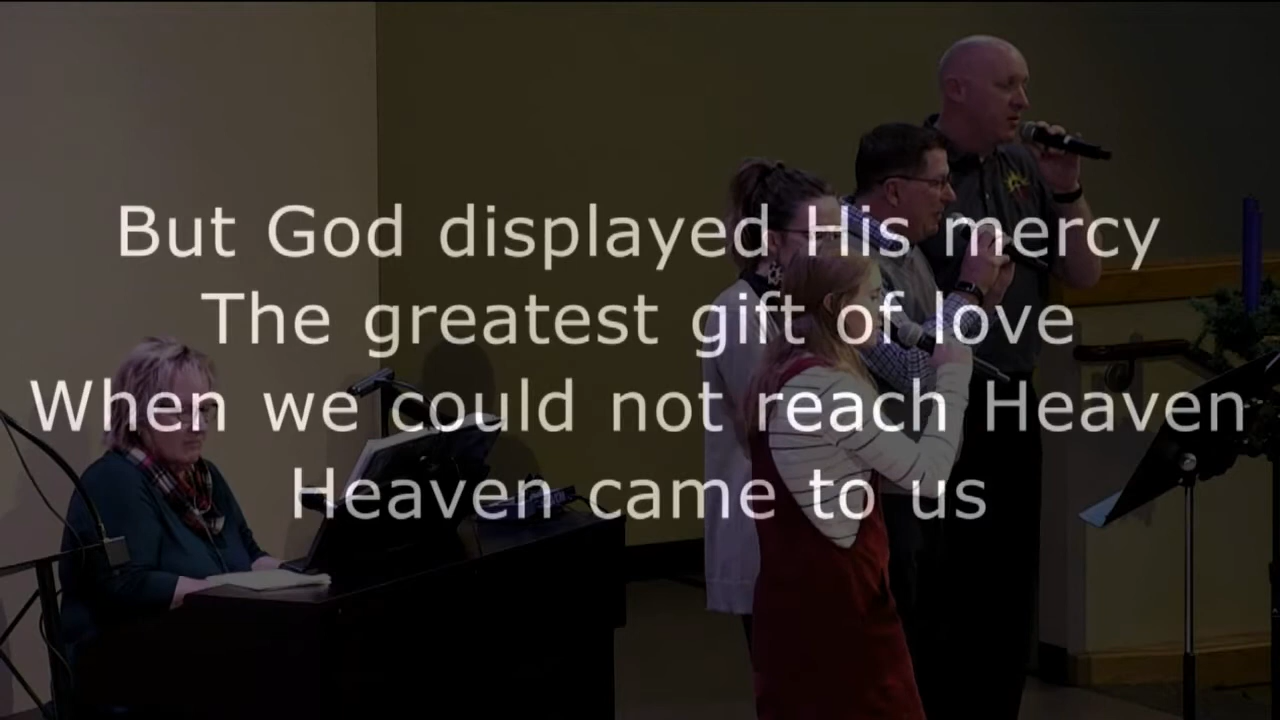 But God displayed His mercy
The greatest gift of love
When we could not reach Heaven
Heaven came to us